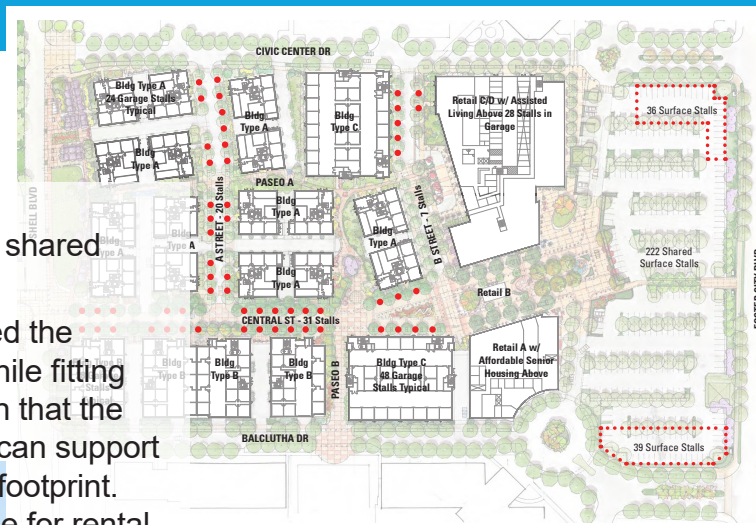 CIVIC CENTER DR
Bldg Type A
24 Garage Stalls
Typical
Bldg
Type A
Bldg
Type C
Retail C/D w/ Assisted
Living Above 28 Stalls in
Garage
36 Surface Stalls
Bldg
Type A
PASEO A
SHELL BLVD
A STREET - 20 Stalls
Bldg
Type A
Bldg
Type A
B STREET - 7 Stalls
shared
A
222 Shared
Surface Stalls
Bldg
Type A
Retail B
CENTRAL ST - 31 Stalls
ed the
hile fitting
n that the
can support
footprint.
e for rental
Bldg
Type B
Bldg
Type B
PASEO B
Bldg Type C
48 Garage
Stalls Typical
Retail A w/
Affordable Senior
Housing Above
BALCLUTHA DR
39 Surface Stalls